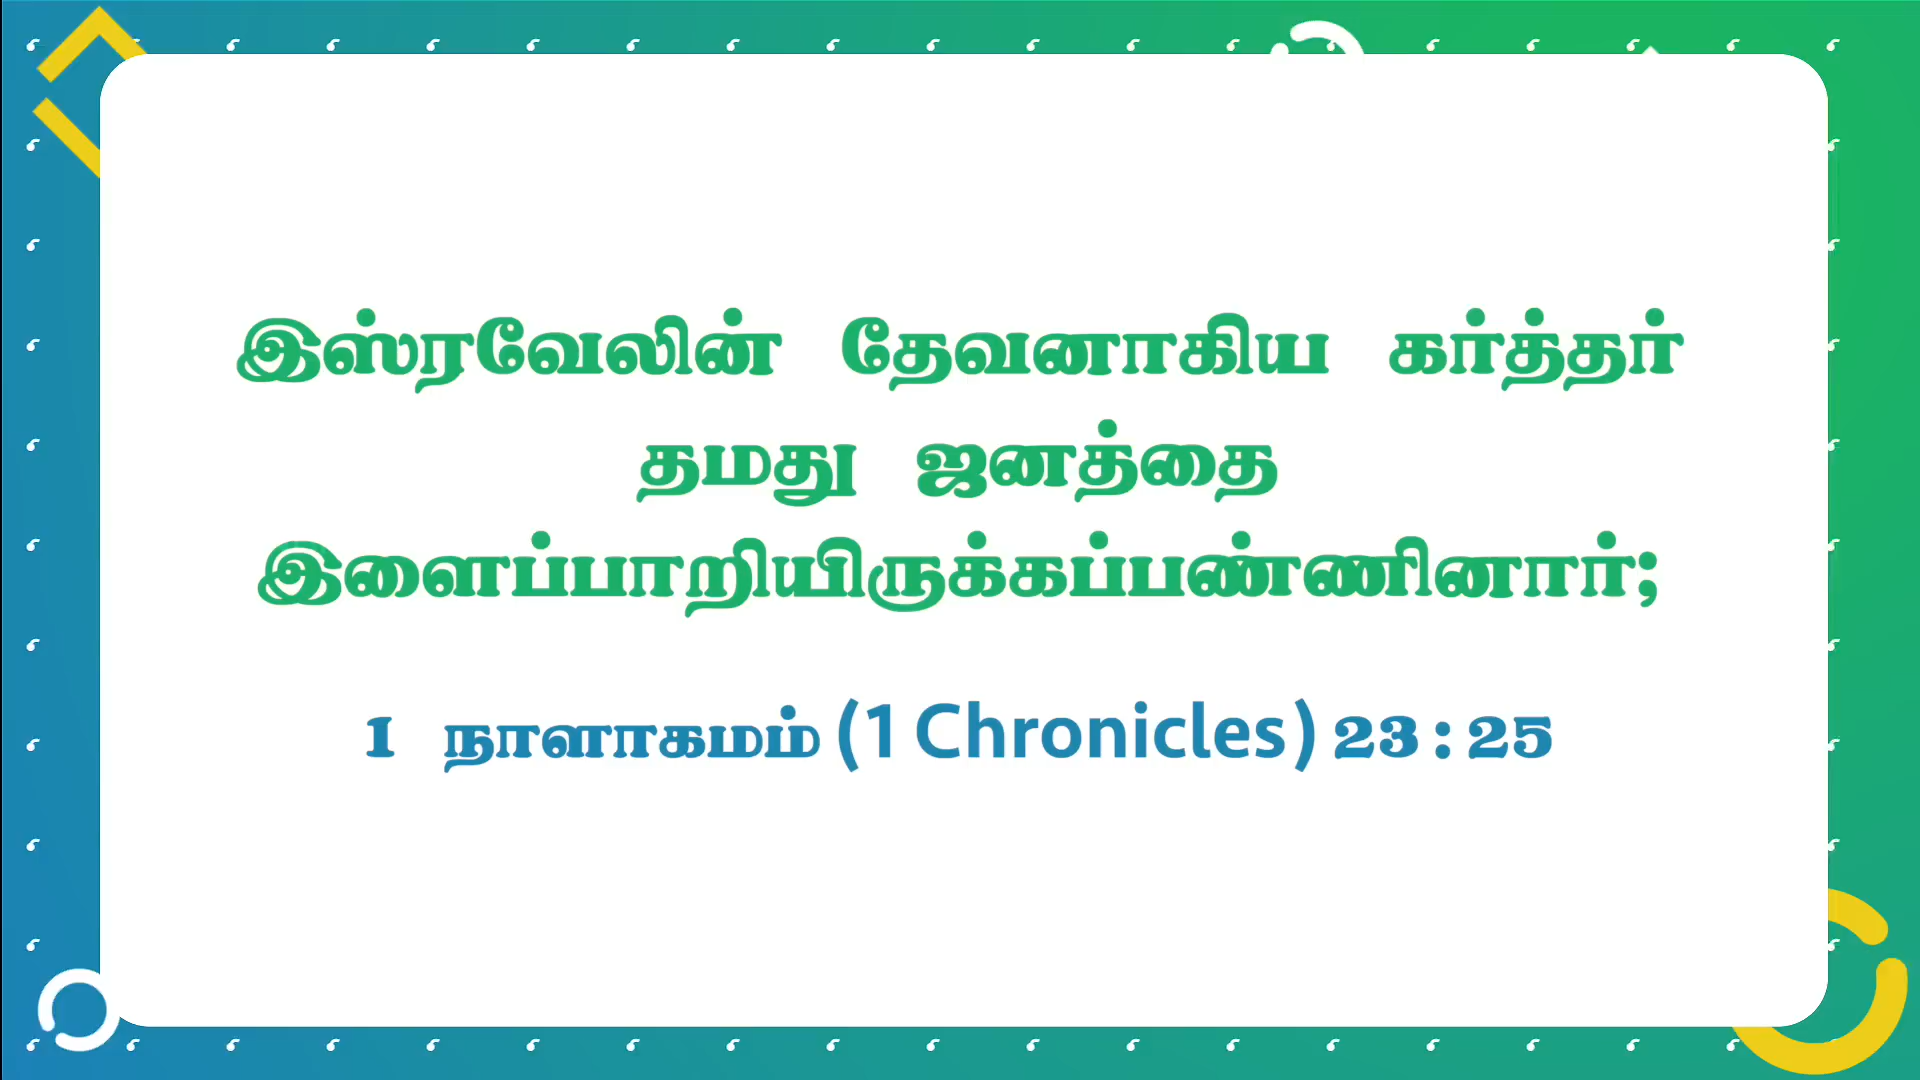 இஸ்ரவேலின் தேவனாகிய கர்த்தர்
தமது ஜனத்தை
இளைப்பாறியிருக்கப்பண்ணினார்;
1 நாளாகமம் (1 Chronicles) 23:25